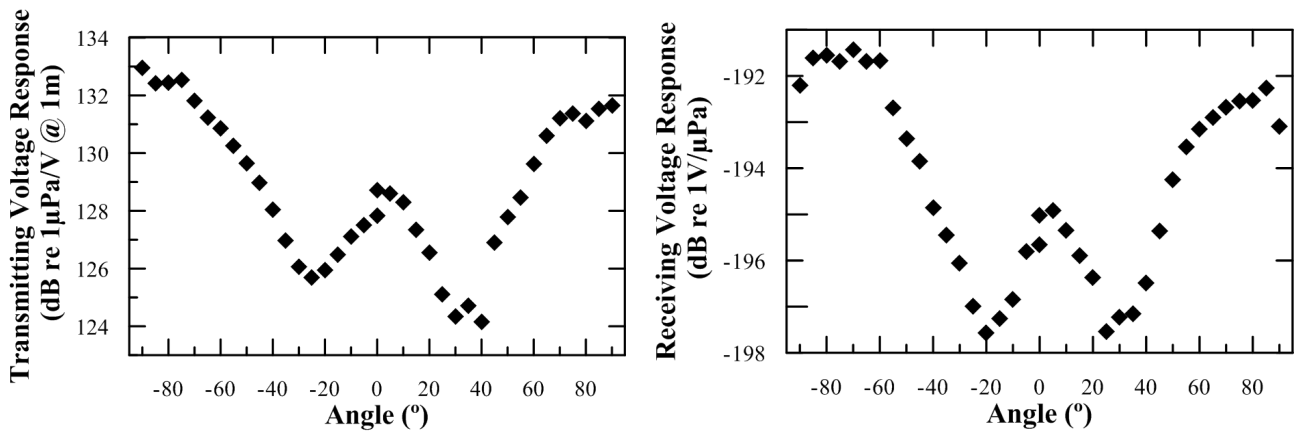 Transmitting Voltage Response
(dB re 1µPa/V @ 1m)
134
132
130
128
126
124
-80 -60 -40 -20 0 20 40 60 80
Angle (º)
Receiving Voltage Response
(dB re 1V/µPa)
-192
-194
-196
-198
-80 -60 -40 -20 0 20 40 60 80
Angle (º)